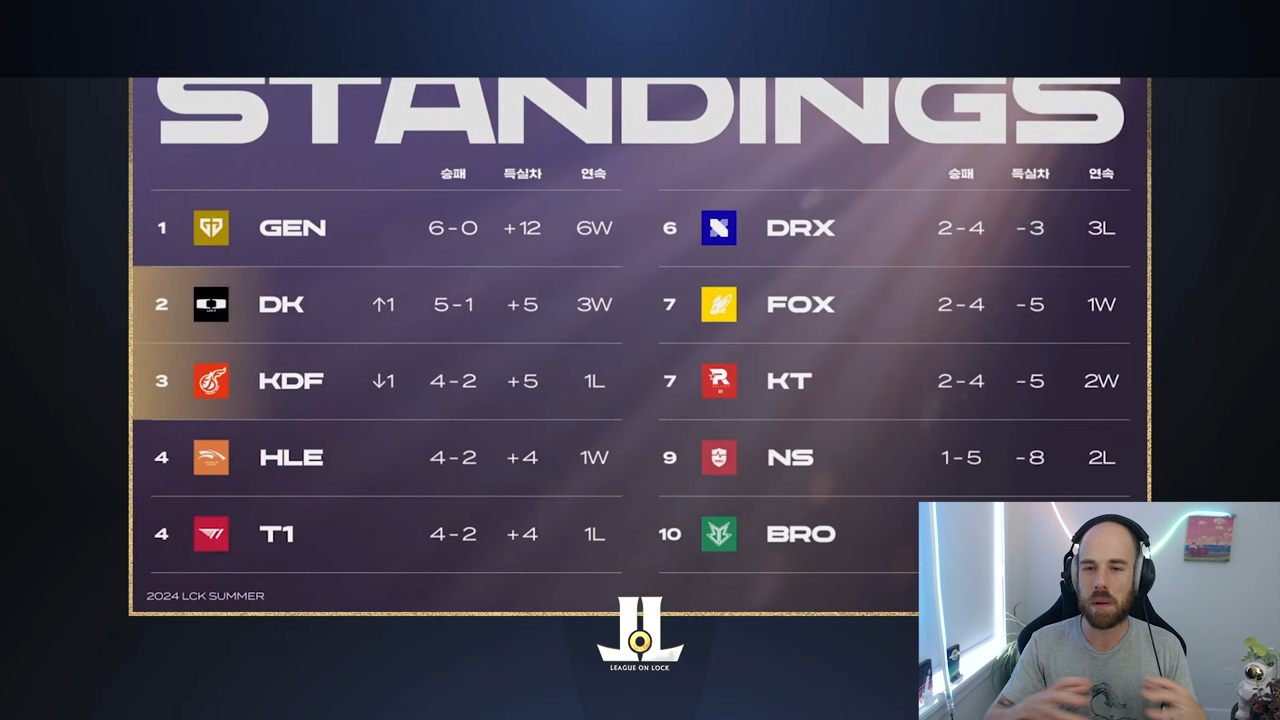 STANDINGS
승패 득실차 연속
1 GEN 6-0 +12 6W
2 DK ↑1 5-1 +5 3W
3 KDF ↓1 4-2 +5 1L
4 HLE 4-2 +4 1W
4 T1 4-2 +4 1L
승패 득실차 연속
6 DRX 2-4 -3 3L
7 FOX 2-4 -5 1W
7 KT 2-4 -5 2W
9 NS 1-5 -8 2L
10 BRO
2024 LCK SUMMER
LEAGUE ON LOCK